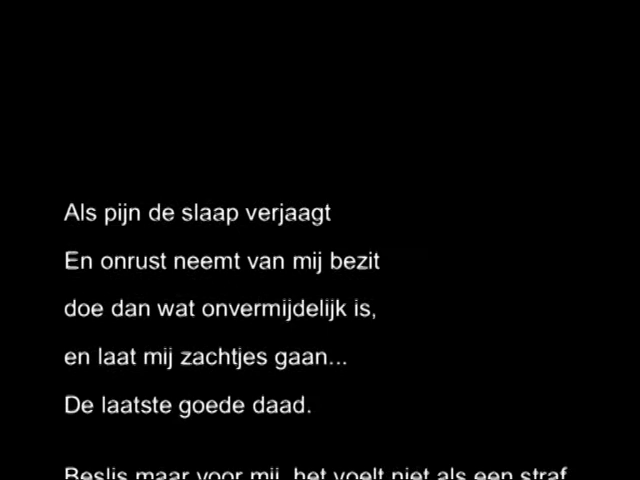 Als pijn de slaap verjaagt
En onrust neemt van mij bezit
doe dan wat onvermijdelijk is,
en laat mij zachtjes gaan...
De laatste goede daad.
Beslis maar voor mij, het voelt niet als een straf